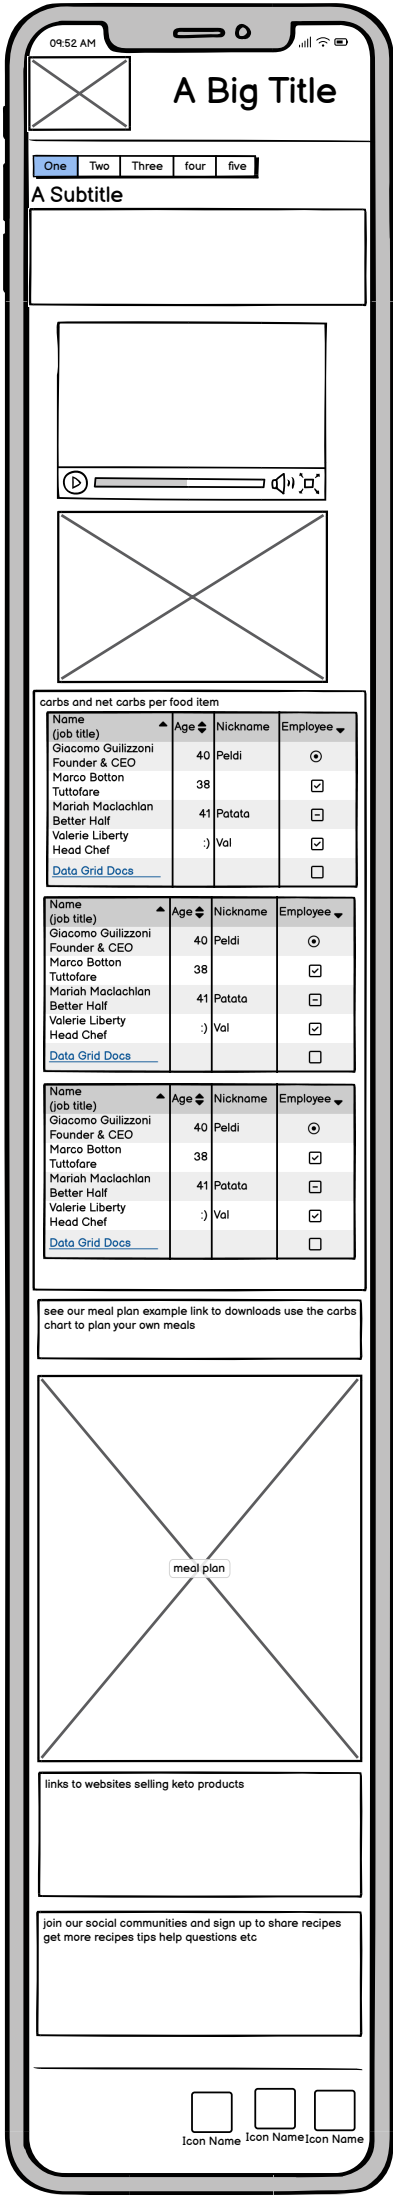 09:52 AM
A Big Title
One Two Three four five
A Subtitle
carbs and net carbs per food item
Name
(job title)
Age
Nickname
Employee
Giacomo Guilizzoni
Founder & CEO
40
Peldi
Marco Botton
Tuttofare
38
Mariah Maclachlan
Better Half
41
Patata
Valerie Liberty
Head Chef
:)
Val
Data Grid Docs
Name
(job title)
Age
Nickname
Employee
Giacomo Guilizzoni
Founder & CEO
40
Peldi
Marco Botton
Tuttofare
38
Mariah Maclachlan
Better Half
41
Patata
Valerie Liberty
Head Chef
:)
Val
Data Grid Docs
Name
(job title)
Age
Nickname
Employee
Giacomo Guilizzoni
Founder & CEO
40
Peldi
Marco Botton
Tuttofare
38
Mariah Maclachlan
Better Half
41
Patata
Valerie Liberty
Head Chef
:)
Val
Data Grid Docs
see our meal plan example link to downloads use the carbs
chart to plan your own meals
meal plan
links to websites selling keto products
join our social communities and sign up to share recipes
get more recipes tips help questions etc
Icon Name Icon Name Icon Name